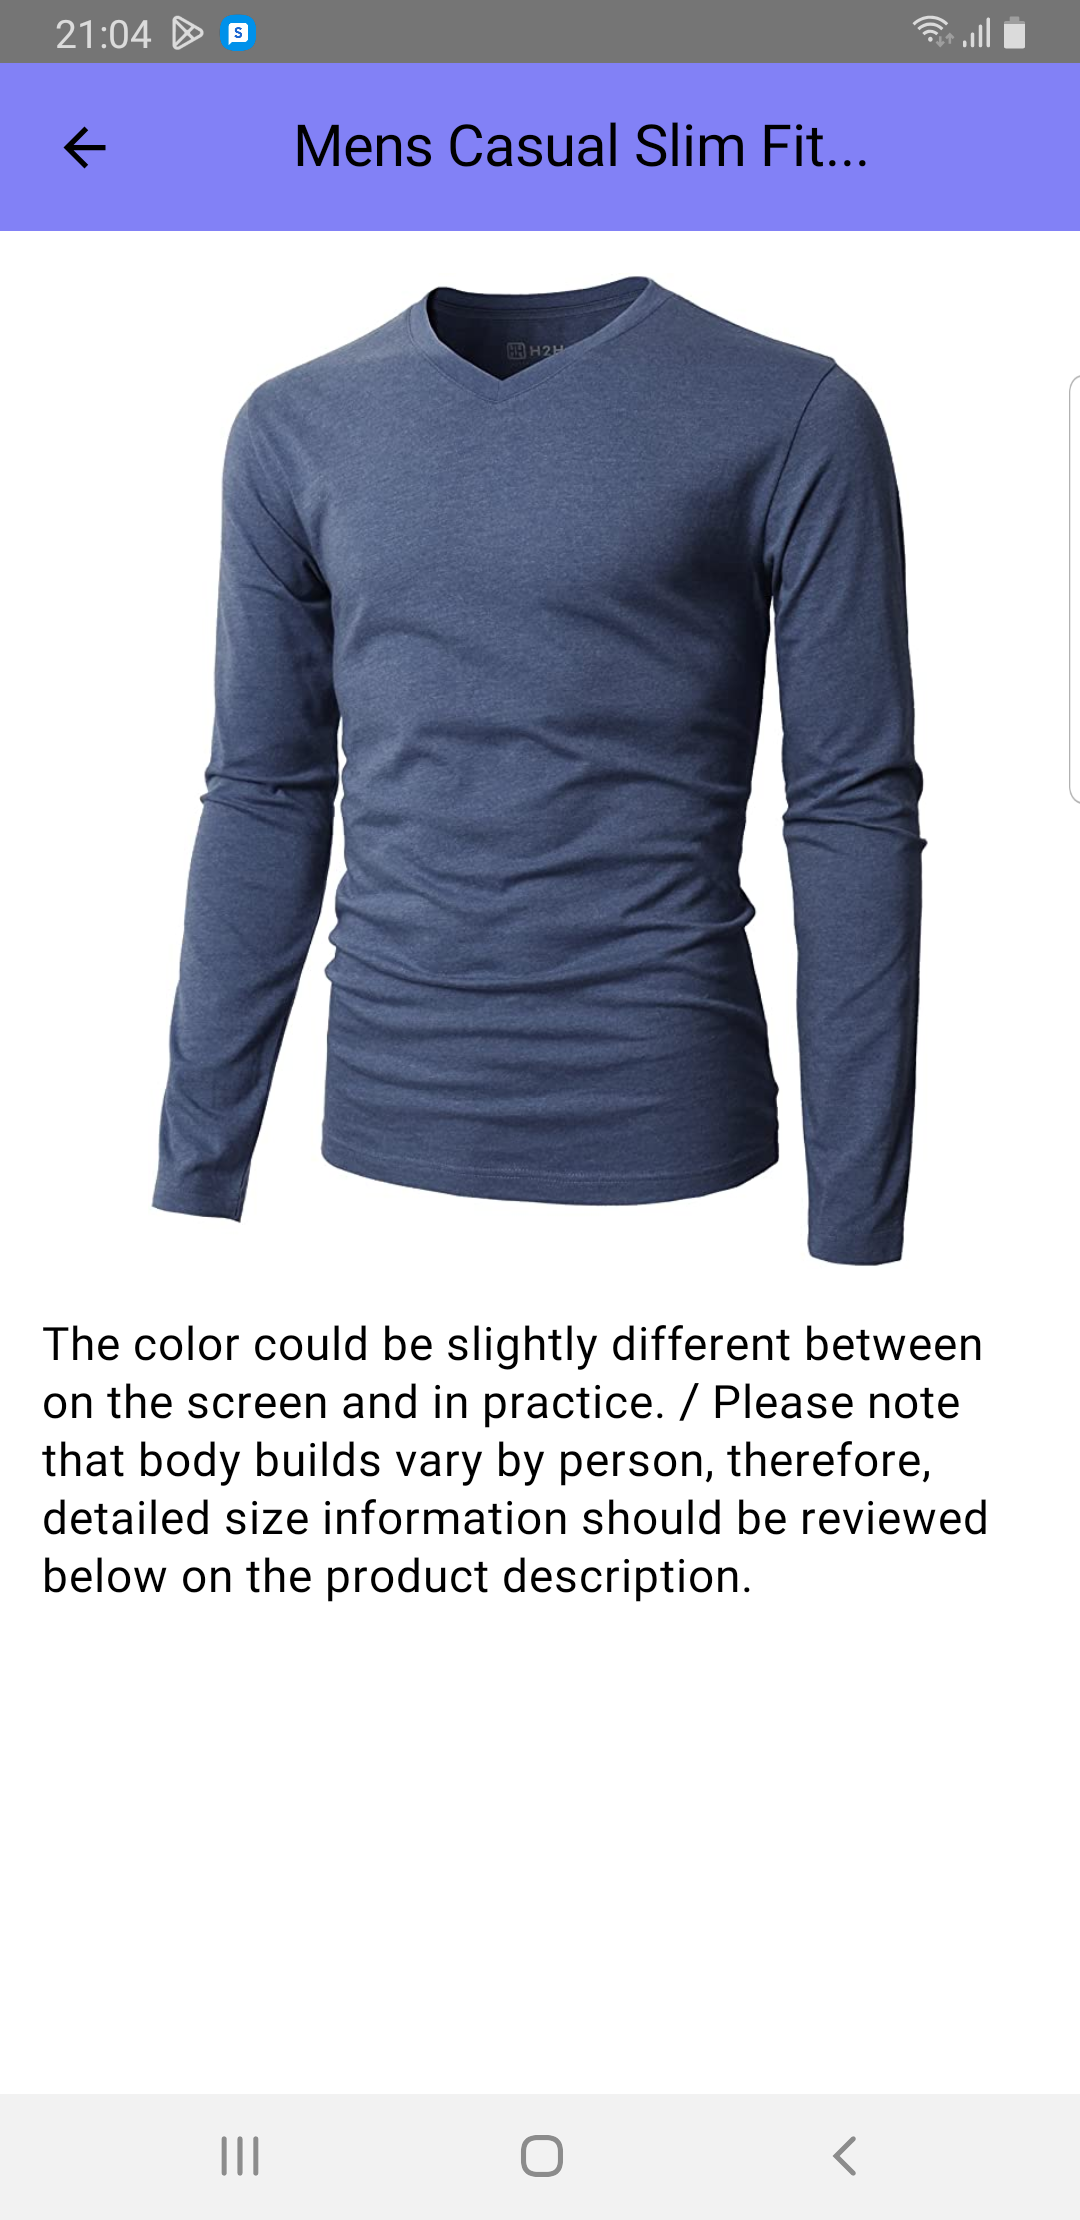 21:04
Mens Casual Slim Fit...
H2H
The color could be slightly different between
on the screen and in practice. / Please note
that body builds vary by person, therefore,
detailed size information should be reviewed
below on the product description.